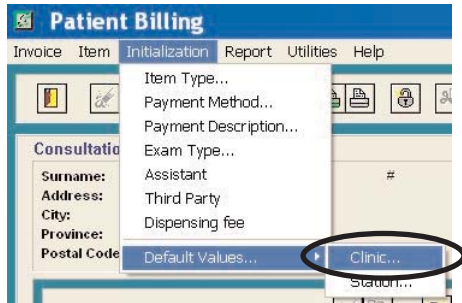 Patient Billing
Invoice Item Initialization Report Utilities Help
Item Type...
Payment Method...
Payment Description...
Exam Type...
Assistant
Third Party
Dispensing fee
Default Values...
Clinic...
Station...
Consultatio
Surname:
#
Address:
City:
Province:
Postal Code